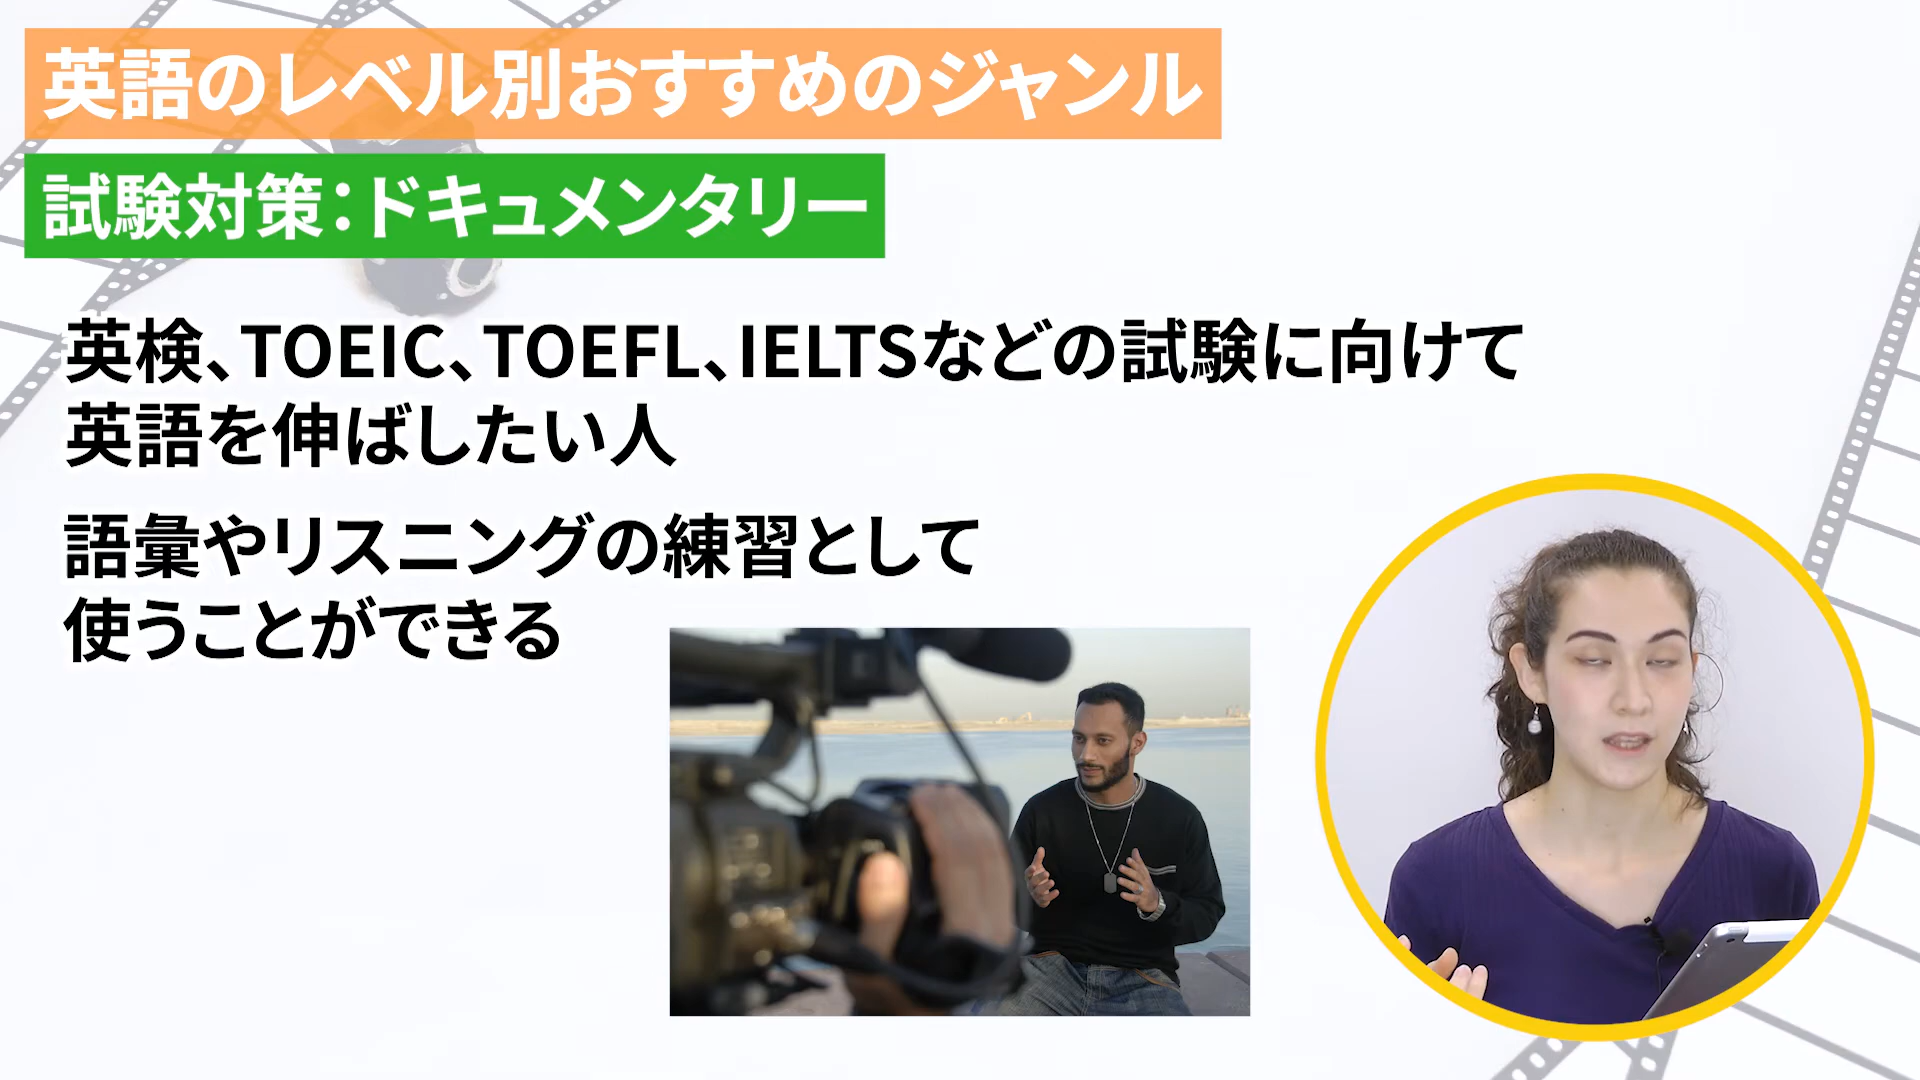 英語のレベル別おすすめのジャンル
試験対策：ドキュメンタリー
英検、TOEIC、TOEFL、IELTSなどの試験に向けて
英語を伸ばしたい人
語彙やリスニングの練習として
使うことができる